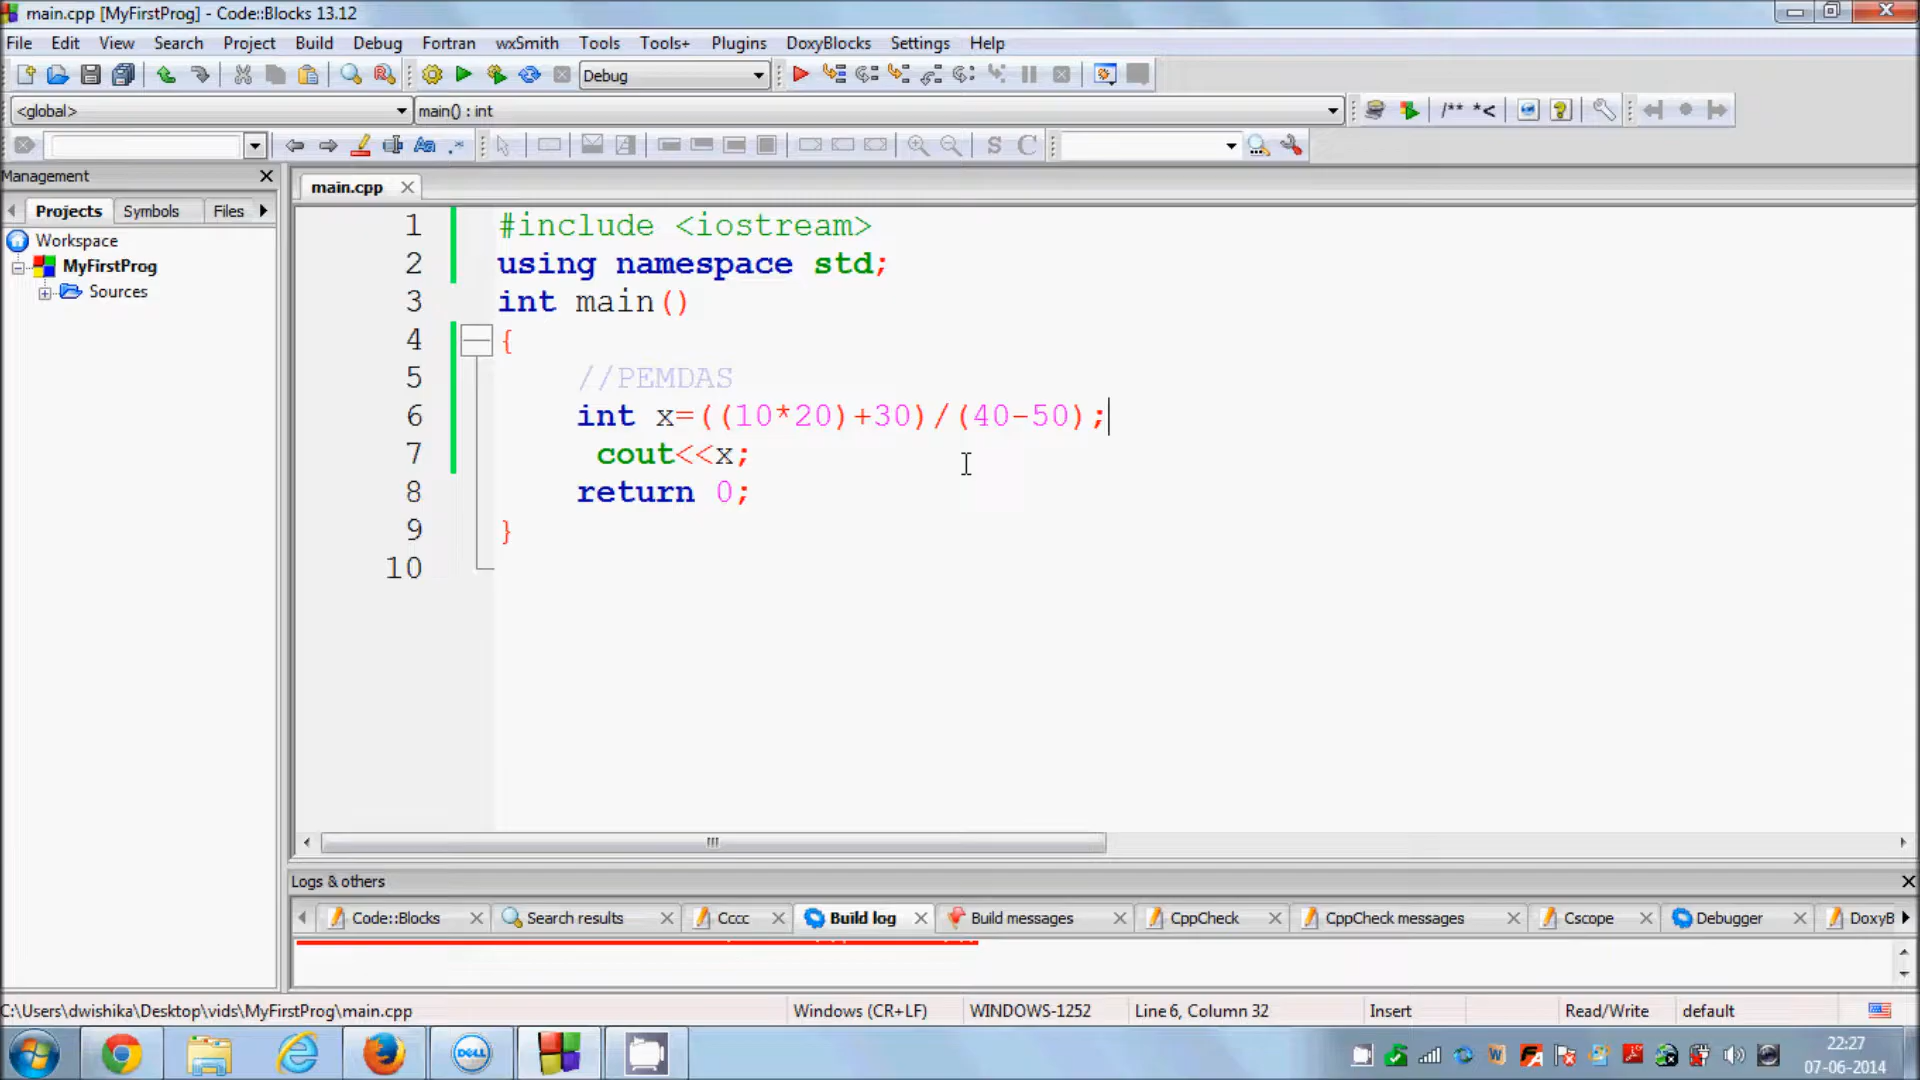 main.cpp [MyFirstProg] - Code::Blocks 13.12
File Edit View Search Project Build Debug Fortran wxSmith Tools Tools+ Plugins DoxyBlocks Settings Help
Debug
<global> main() : int /** *<
Aa .* S C
Management
main.cpp
Projects Symbols Files
Workspace
MyFirstProg
Sources
1 #include <iostream>
2 using namespace std;
3 int main()
4 {
5 //PEMDAS
6 int x=((10*20)+30)/(40-50);
7 cout<<x;
8 return 0;
9 }
10
Logs & others
Code::Blocks Search results Cccc Build log Build messages CppCheck CppCheck messages Cscope Debugger DoxyB
C:\Users\dwishika\Desktop\vids\MyFirstProg\main.cpp Windows (CR+LF) WINDOWS-1252 Line 6, Column 32 Insert Read/Write default
DELL
22:27
07-06-2014